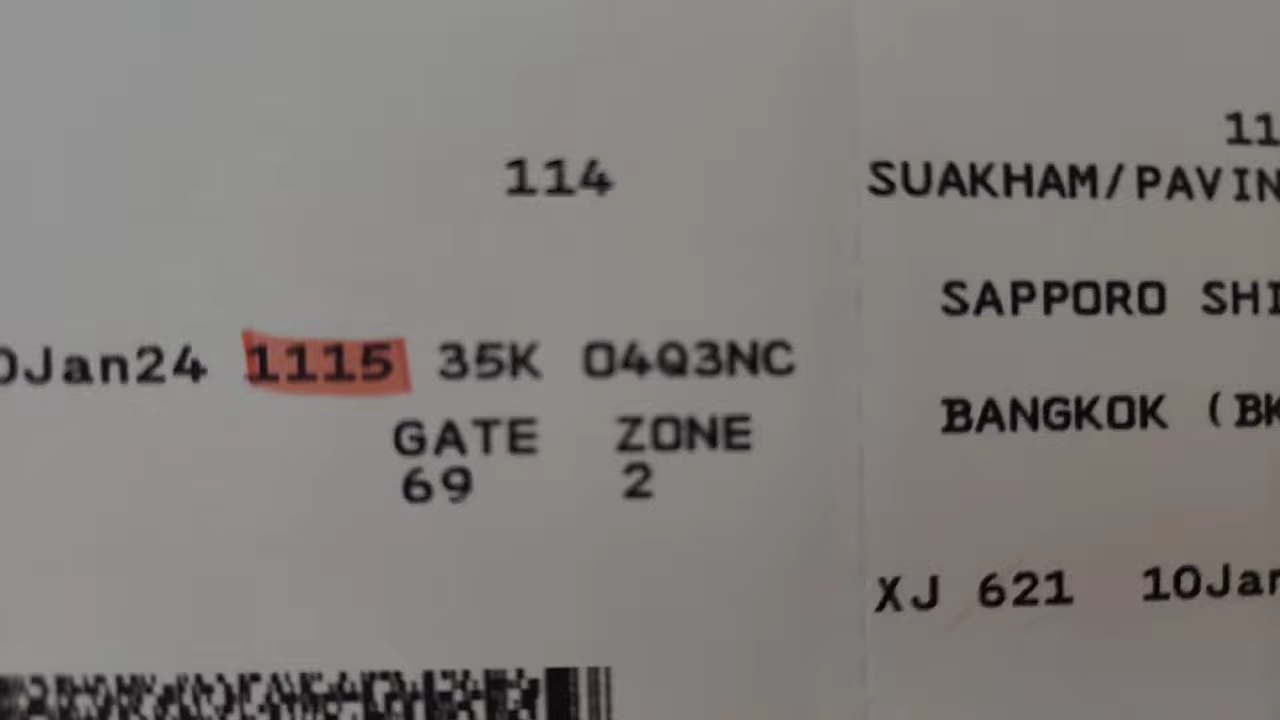 114
0Jan24 1115 35K 04Q3NC
GATE ZONE
69 2
11
SUAKHAM/PAVIN
SAPPORO SHI
BANGKOK (BK
XJ 621 10Jan